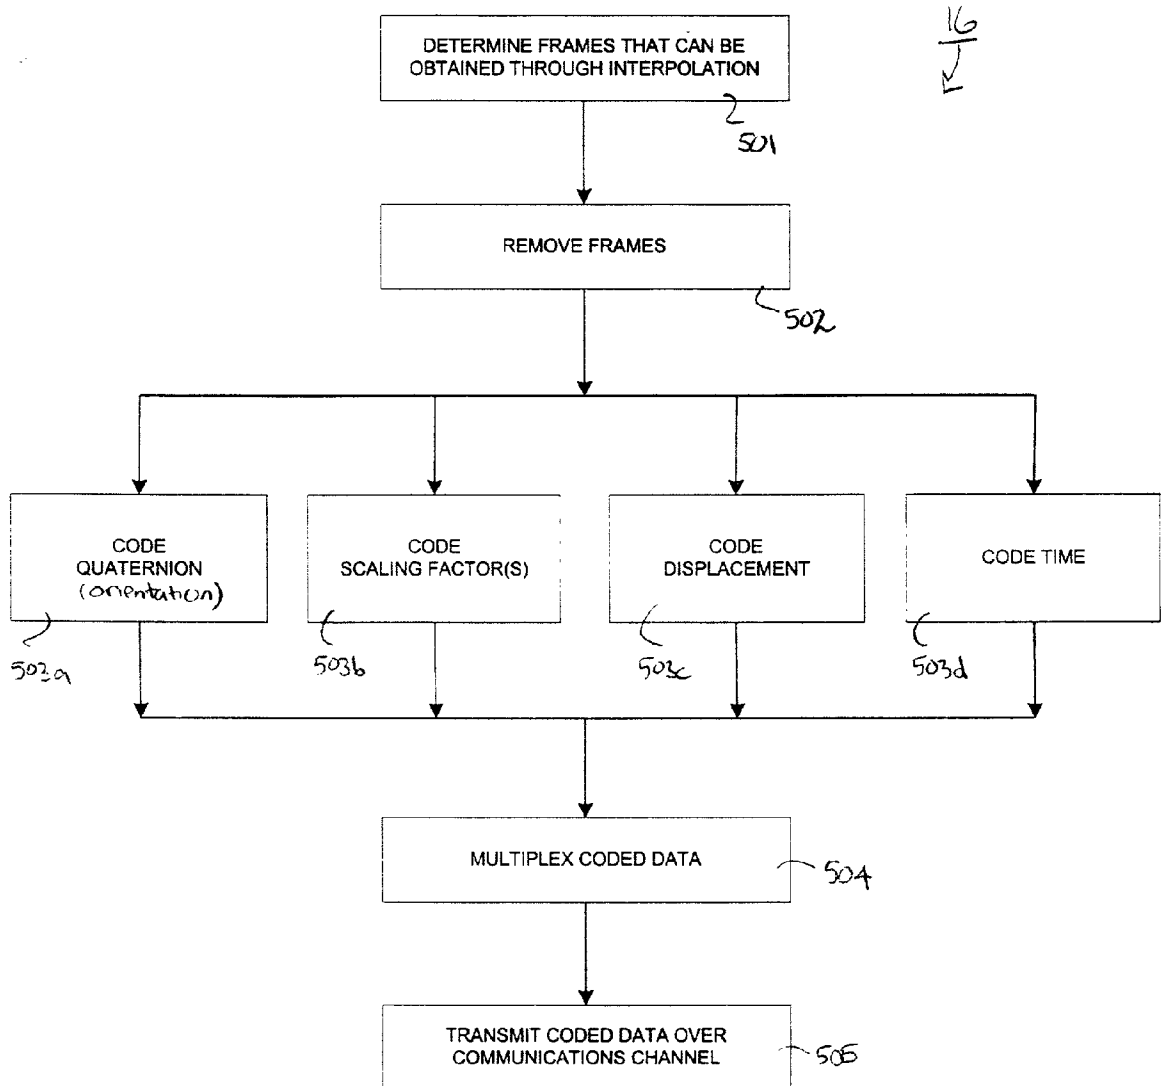 16
DETERMINE FRAMES THAT CAN BE
OBTAINED THROUGH INTERPOLATION
501
REMOVE FRAMES
502
CODE
QUATERNION
(orientation)
503a
CODE
SCALING FACTOR(S)
503b
CODE
DISPLACEMENT
503c
CODE TIME
503d
MULTIPLEX CODED DATA
504
TRANSMIT CODED DATA OVER
COMMUNICATIONS CHANNEL
505